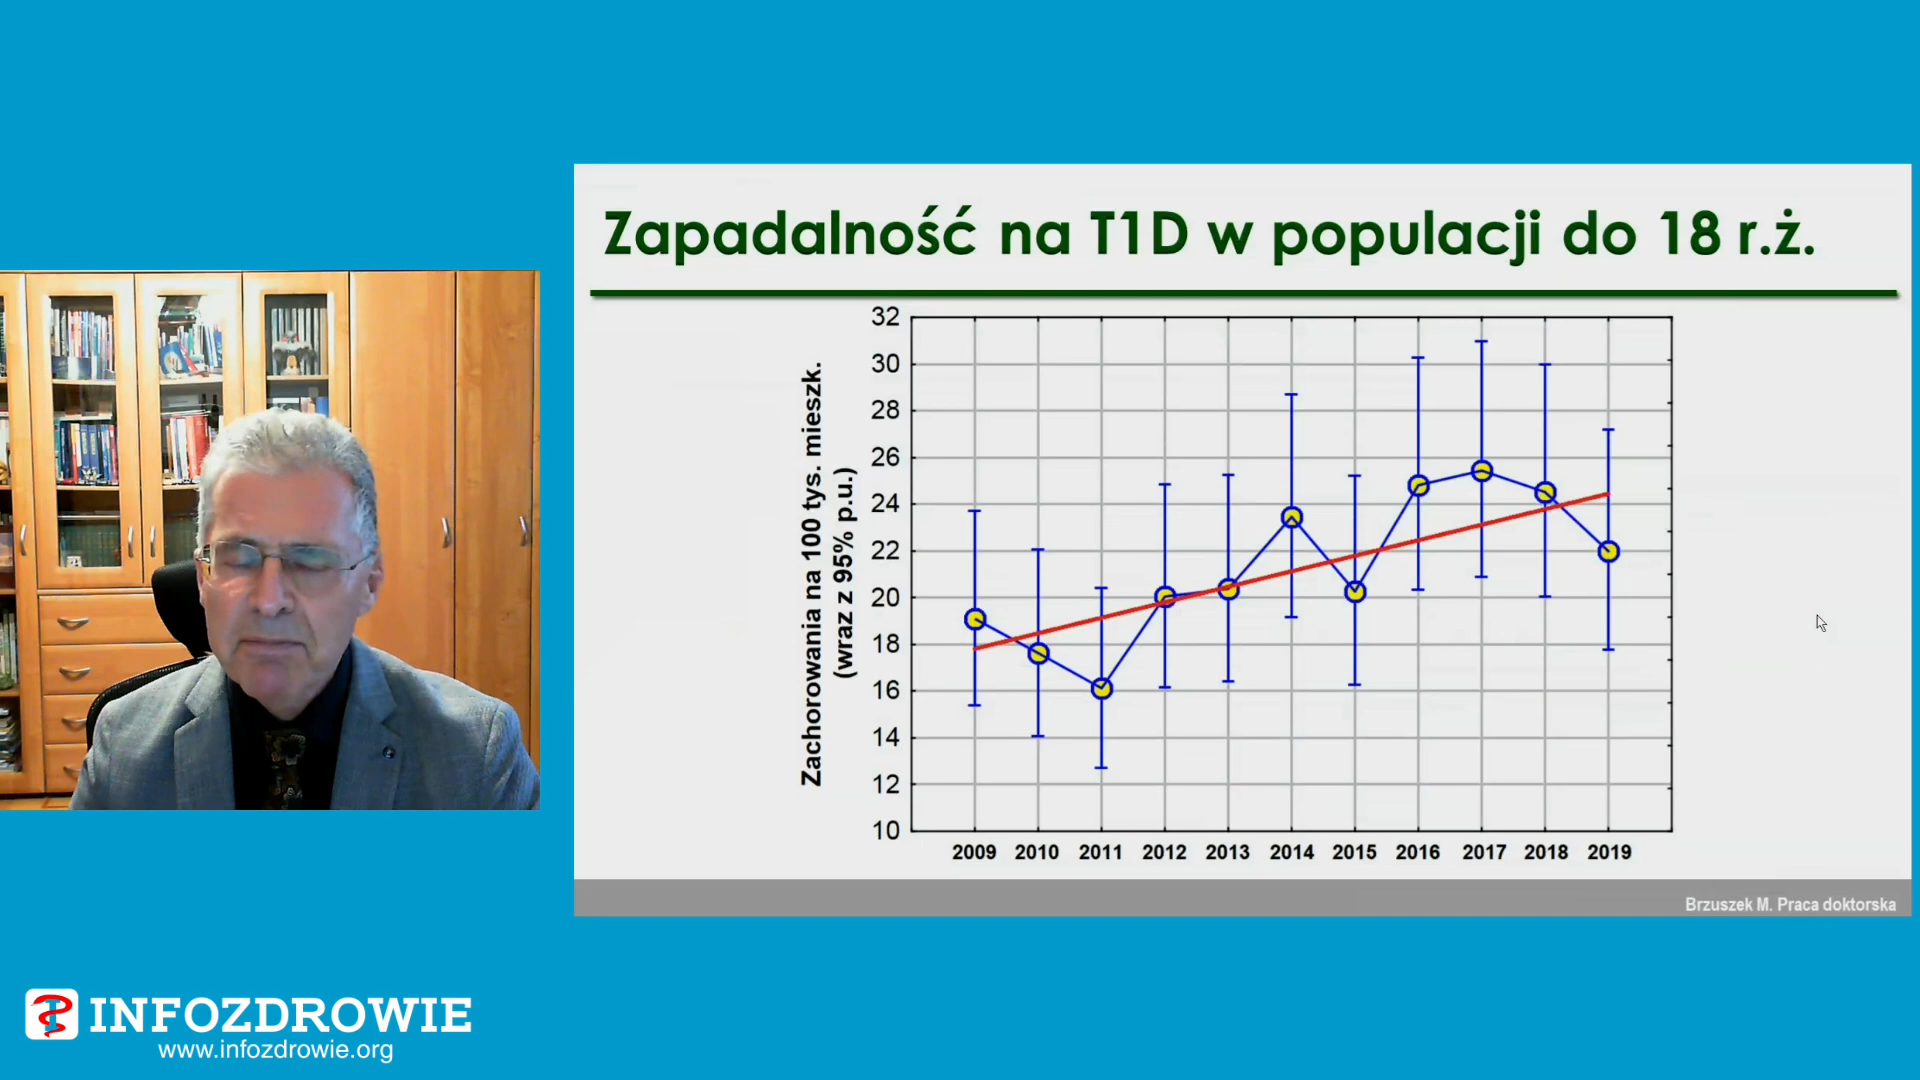 Zapadalność na T1D w populacji do 18 r.ż.
Zachorowania na 100 tys. mieszk.
(wraz z 95% p.u.)
32
30
28
26
24
22
20
18
16
14
12
10
2009 2010 2011 2012 2013 2014 2015 2016 2017 2018 2019
Brzuszek M. Praca doktorska
INFOZDROWIE
www.infozdrowie.org